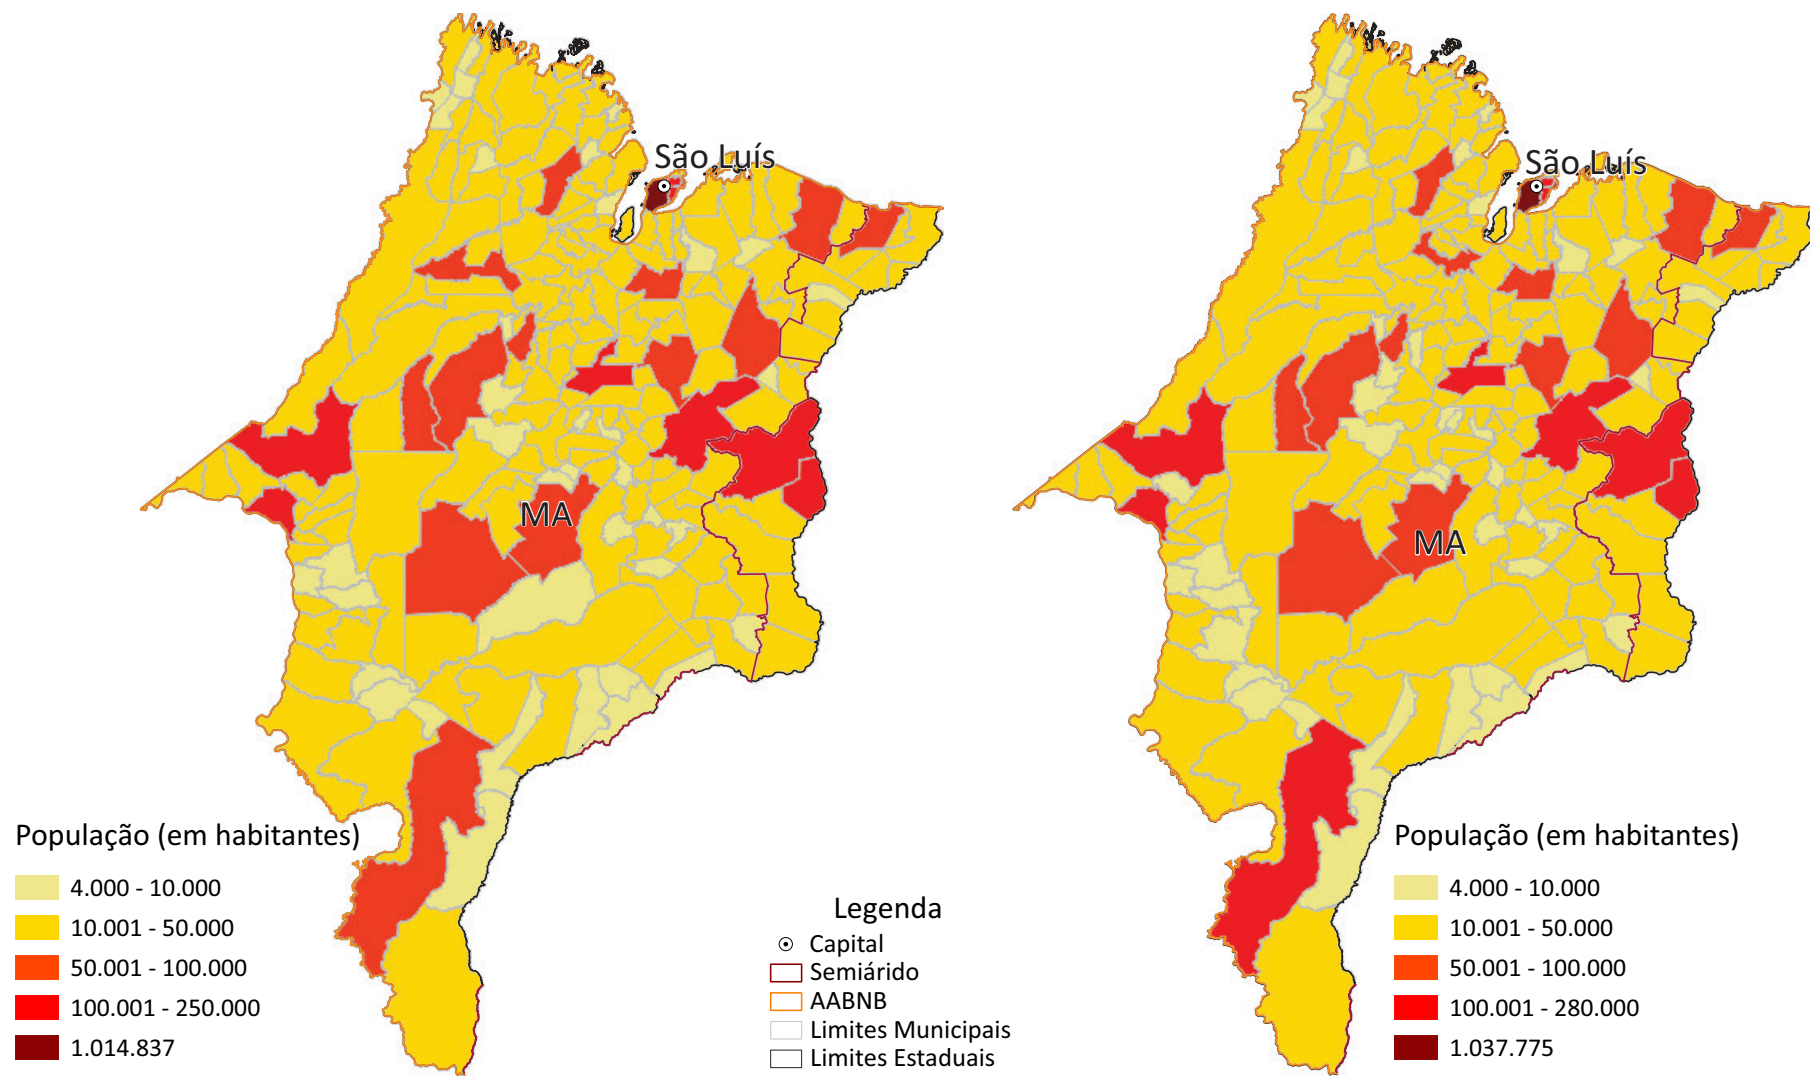 São Luís
MA
População (em habitantes)
4.000 - 10.000
10.001 - 50.000
50.001 - 100.000
100.001 - 250.000
1.014.837
Legenda
Capital
Semiárido
AABNB
Limites Municipais
Limites Estaduais
São Luís
MA
População (em habitantes)
4.000 - 10.000
10.001 - 50.000
50.001 - 100.000
100.001 - 280.000
1.037.775